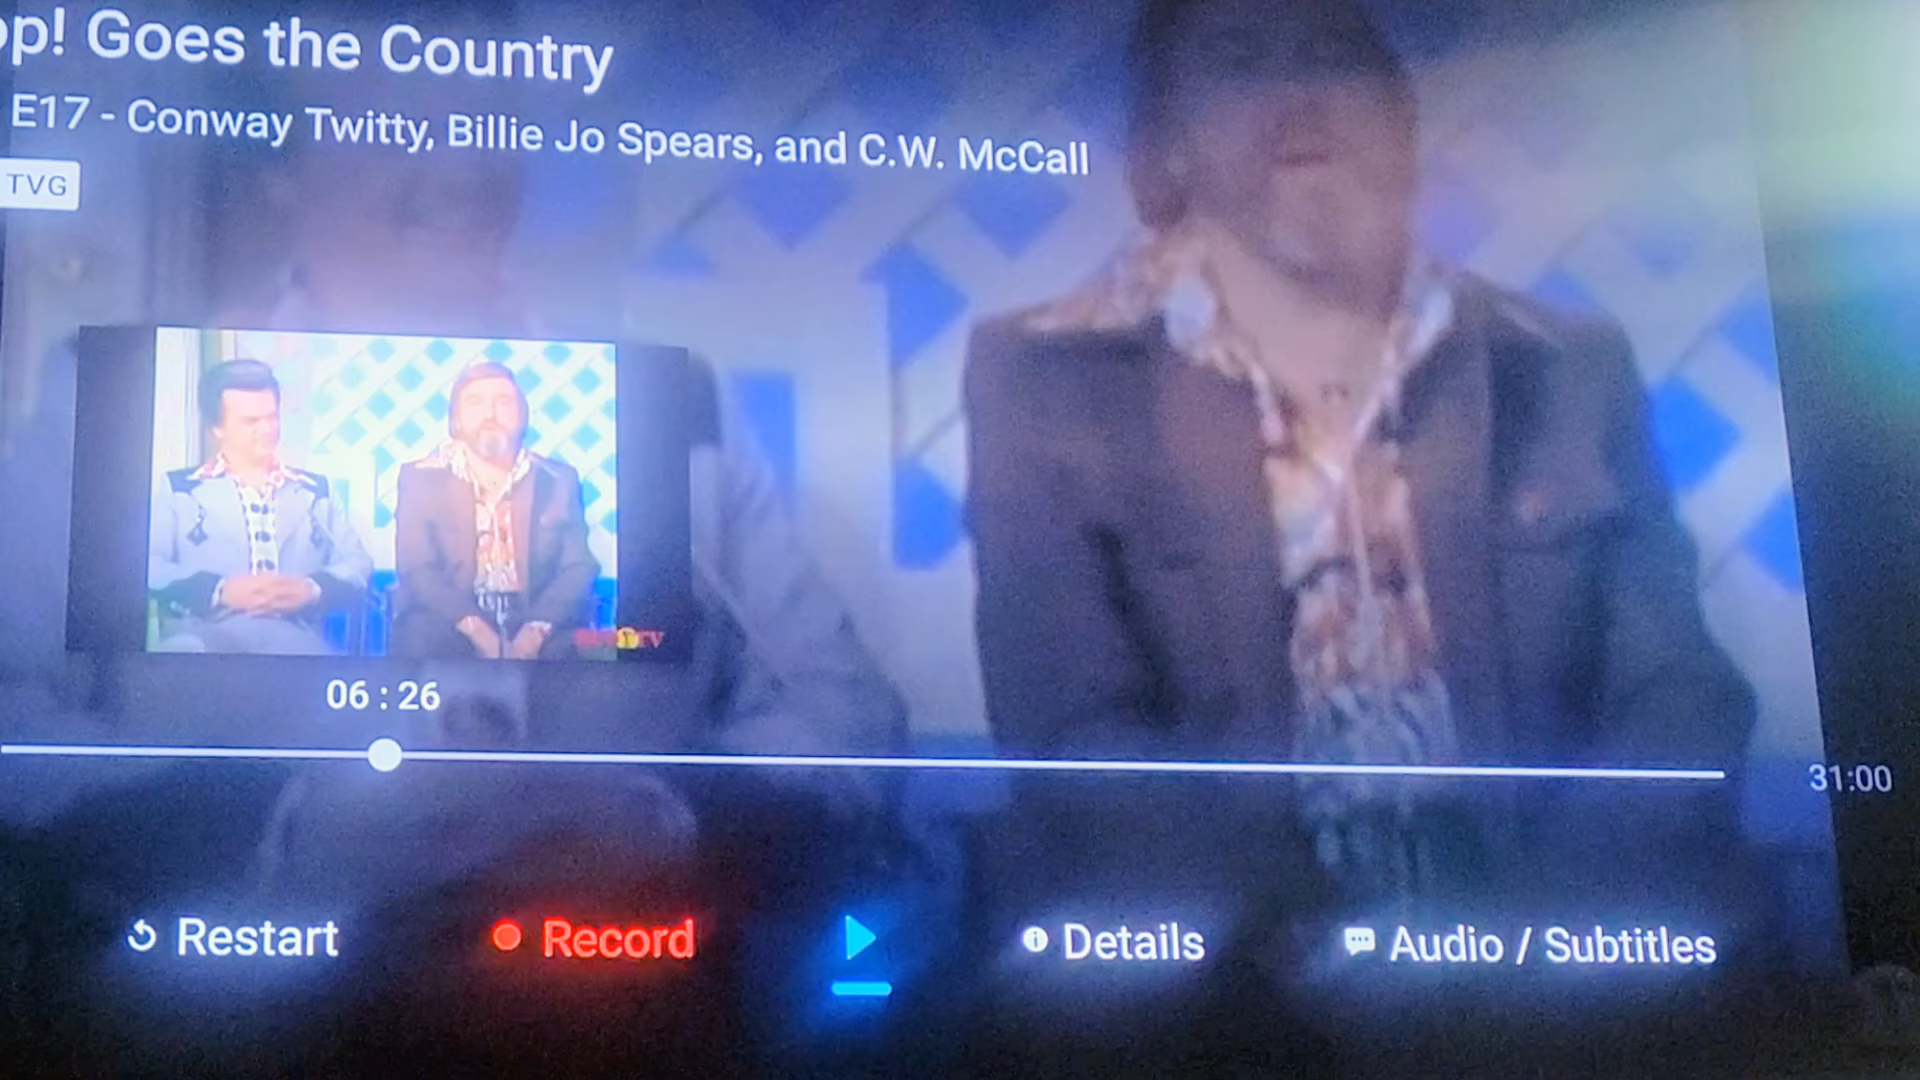 op! Goes the Country
E17 - Conway Twitty, Billie Jo Spears, and C.W. McCall
TVG
06 : 26
31:00
Restart
Record
Details
Audio / Subtitles